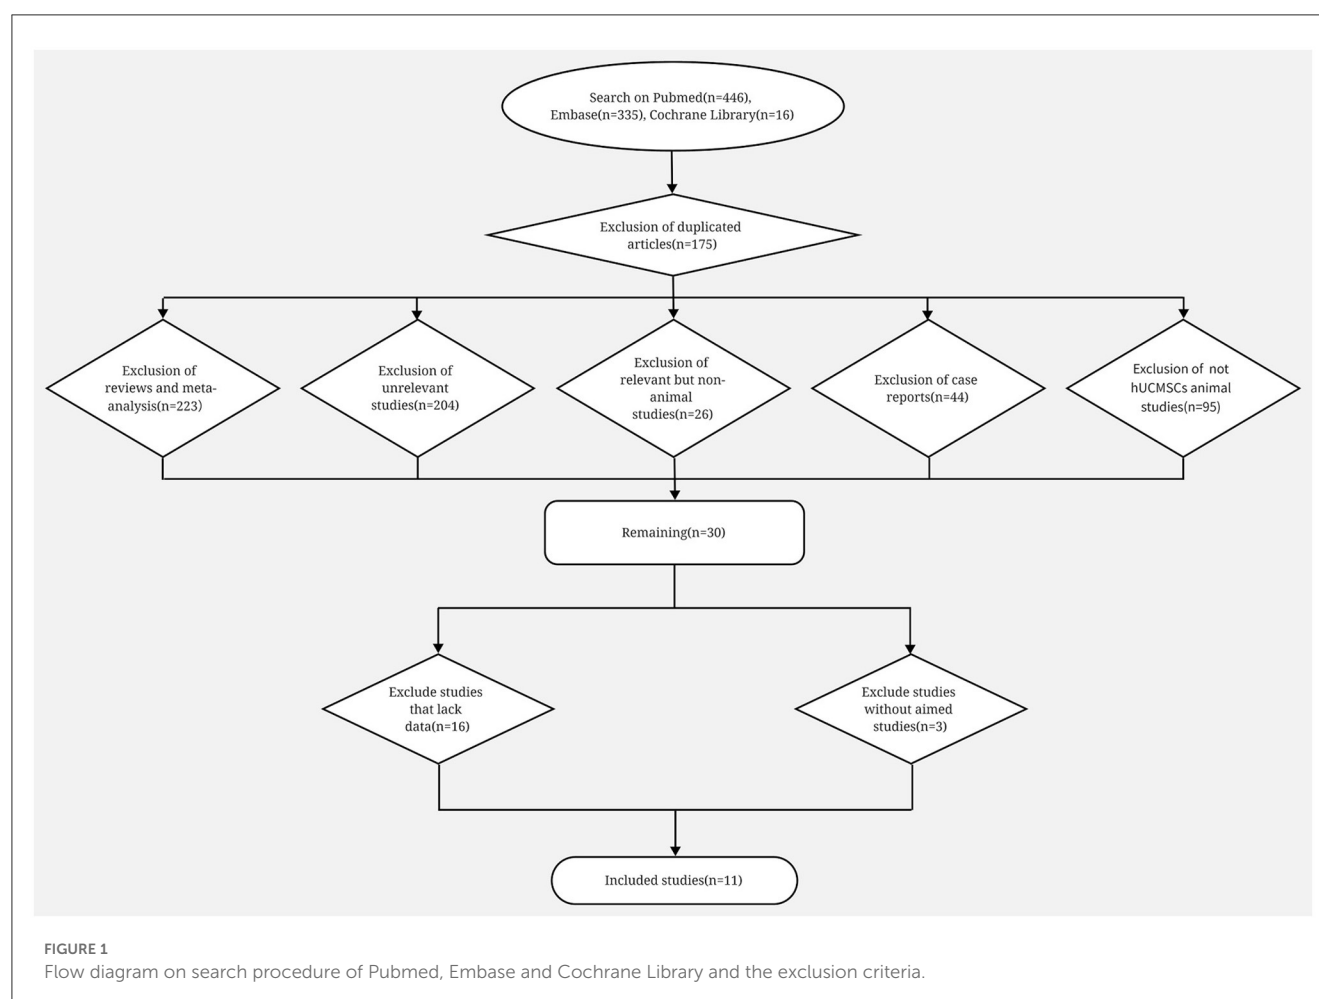 Search on Pubmed(n=446),
Embase(n=335), Cochrane Library(n=16)
Exclusion of duplicated
articles(n=175)
Exclusion of
reviews and meta-
analysis(n=223)
Exclusion of
unrelevant
studies(n=204)
Exclusion of
relevant but non-
animal
studies(n=26)
Exclusion of case
reports(n=44)
Exclusion of not
hUCMSCs animal
studies(n=95)
Remaining(n=30)
Exclude studies
that lack
data(n=16)
Exclude studies
without aimed
studies(n=3)
Included studies(n=11)
FIGURE 1
Flow diagram on search procedure of Pubmed, Embase and Cochrane Library and the exclusion criteria.